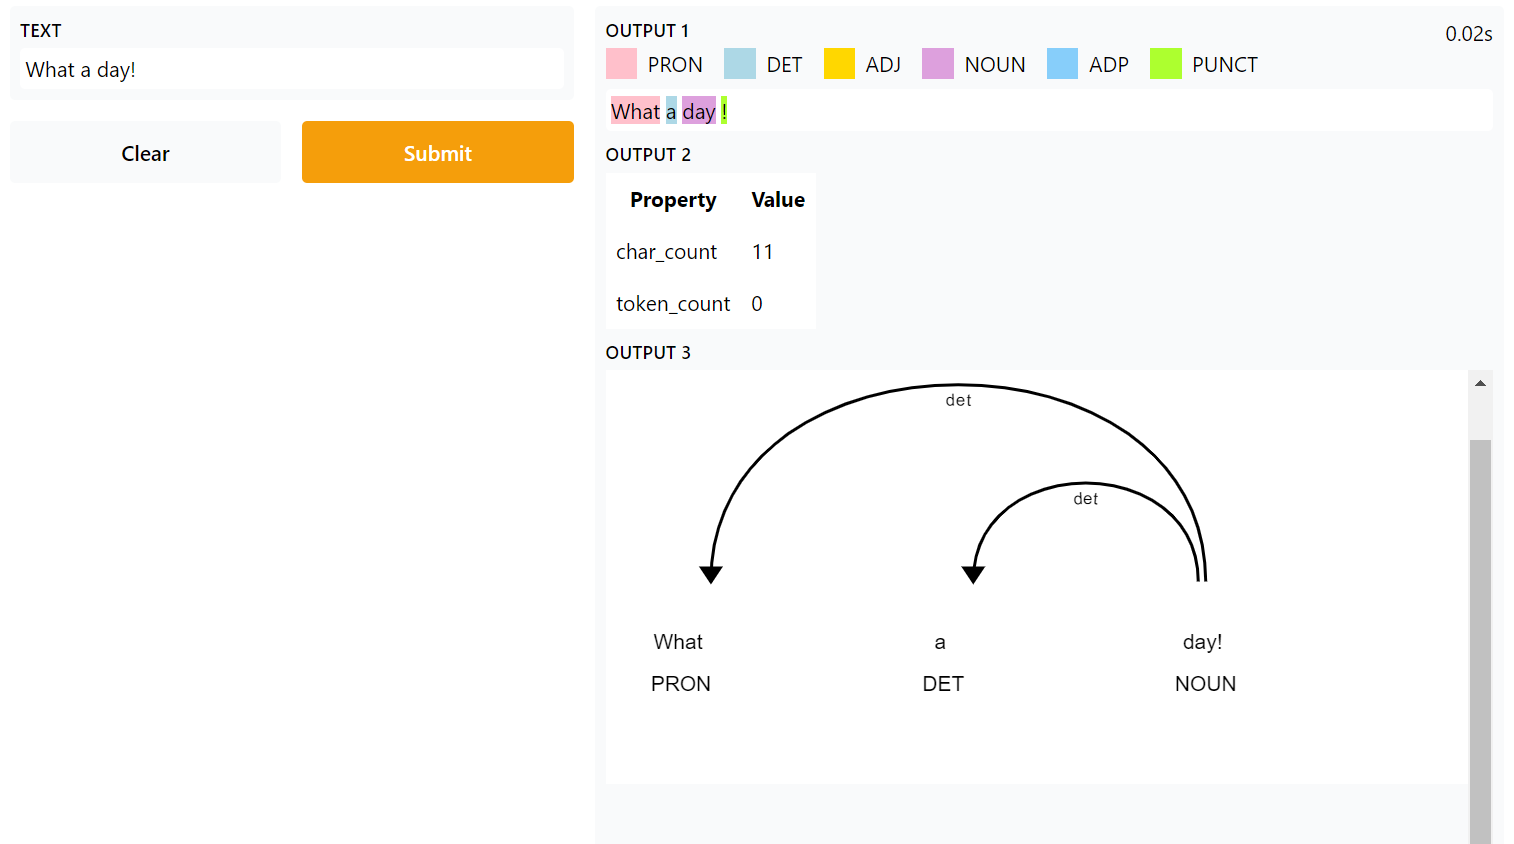 TEXT
What a day!
Clear
Submit
OUTPUT 1
0.02s
PRON DET ADJ NOUN ADP PUNCT
What a day !
OUTPUT 2
Property Value
char_count 11
token_count 0
OUTPUT 3
det
det
What a day!
PRON DET NOUN